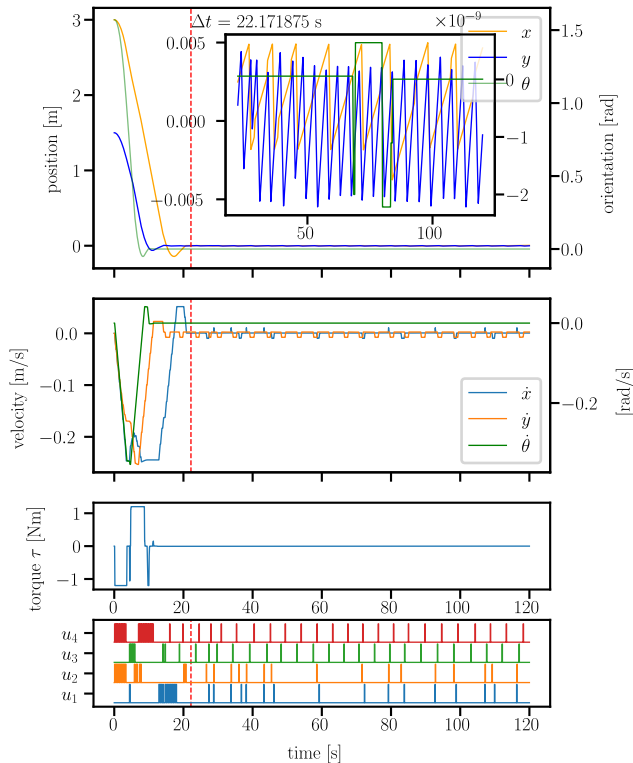 Δt = 22.171875 s
×10⁻⁹
3
2
1
0
position [m]
0.005
0.000
−0.005
50
100
0
−1
−2
x
y
θ
1.5
1.0
0.5
0.0
orientation [rad]
0.0
−0.1
−0.2
velocity [m/s]
ẋ
ẏ
θ̇
0.0
−0.2
[rad/s]
1
0
−1
torque τ [Nm]
0
20
40
60
80
100
120
u₄
u₃
u₂
u₁
0
20
40
60
80
100
120
time [s]